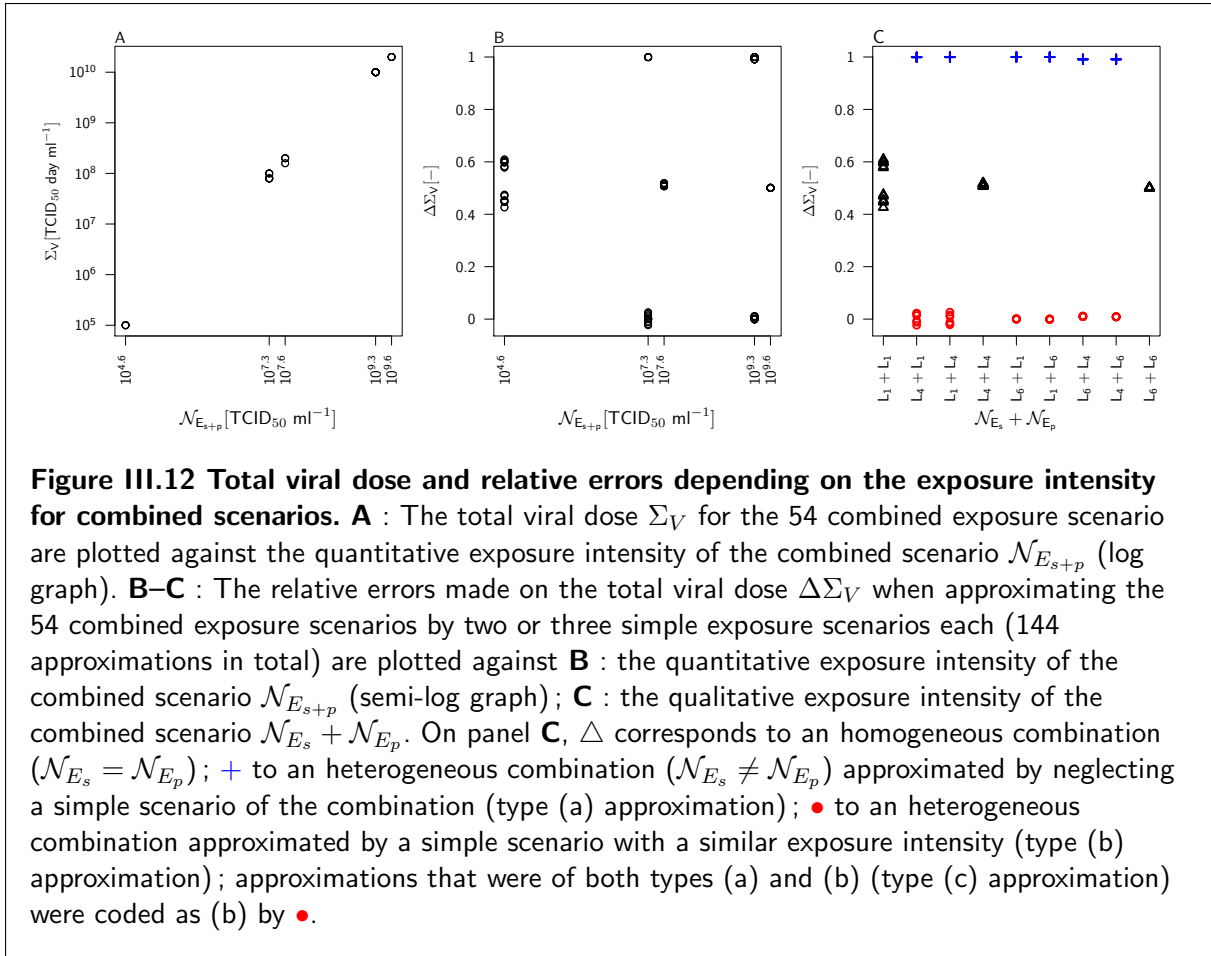 A
10^10
10^9
10^8
10^7
10^6
10^5
Σ_V [TCID_50 day ml^−1]
10^4.6
10^7.3
10^7.6
10^9.3
10^9.6
𝒩_{E_{s+p}} [TCID_50 ml^−1]
B
1
0.8
0.6
0.4
0.2
0
ΔΣ_V [-]
10^4.6
10^7.3
10^7.6
10^9.3
10^9.6
𝒩_{E_{s+p}} [TCID_50 ml^−1]
C
1
0.8
0.6
0.4
0.2
0
ΔΣ_V [-]
L_1 + L_1
L_4 + L_1
L_1 + L_4
L_4 + L_4
L_6 + L_1
L_1 + L_6
L_6 + L_4
L_4 + L_6
L_6 + L_6
𝒩_{E_s} + 𝒩_{E_p}
Figure III.12 Total viral dose and relative errors depending on the exposure intensity
for combined scenarios. A : The total viral dose Σ_V for the 54 combined exposure scenario
are plotted against the quantitative exposure intensity of the combined scenario 𝒩_{E_{s+p}} (log
graph). B–C : The relative errors made on the total viral dose ΔΣ_V when approximating the
54 combined exposure scenarios by two or three simple exposure scenarios each (144
approximations in total) are plotted against B : the quantitative exposure intensity of the
combined scenario 𝒩_{E_{s+p}} (semi-log graph) ; C : the qualitative exposure intensity of the
combined scenario 𝒩_{E_s} + 𝒩_{E_p}. On panel C, △ corresponds to an homogeneous combination
(𝒩_{E_s} = 𝒩_{E_p}) ; + to an heterogeneous combination (𝒩_{E_s} ≠ 𝒩_{E_p}) approximated by neglecting
a simple scenario of the combination (type (a) approximation) ; • to an heterogeneous
combination approximated by a simple scenario with a similar exposure intensity (type (b)
approximation) ; approximations that were of both types (a) and (b) (type (c) approximation)
were coded as (b) by •.